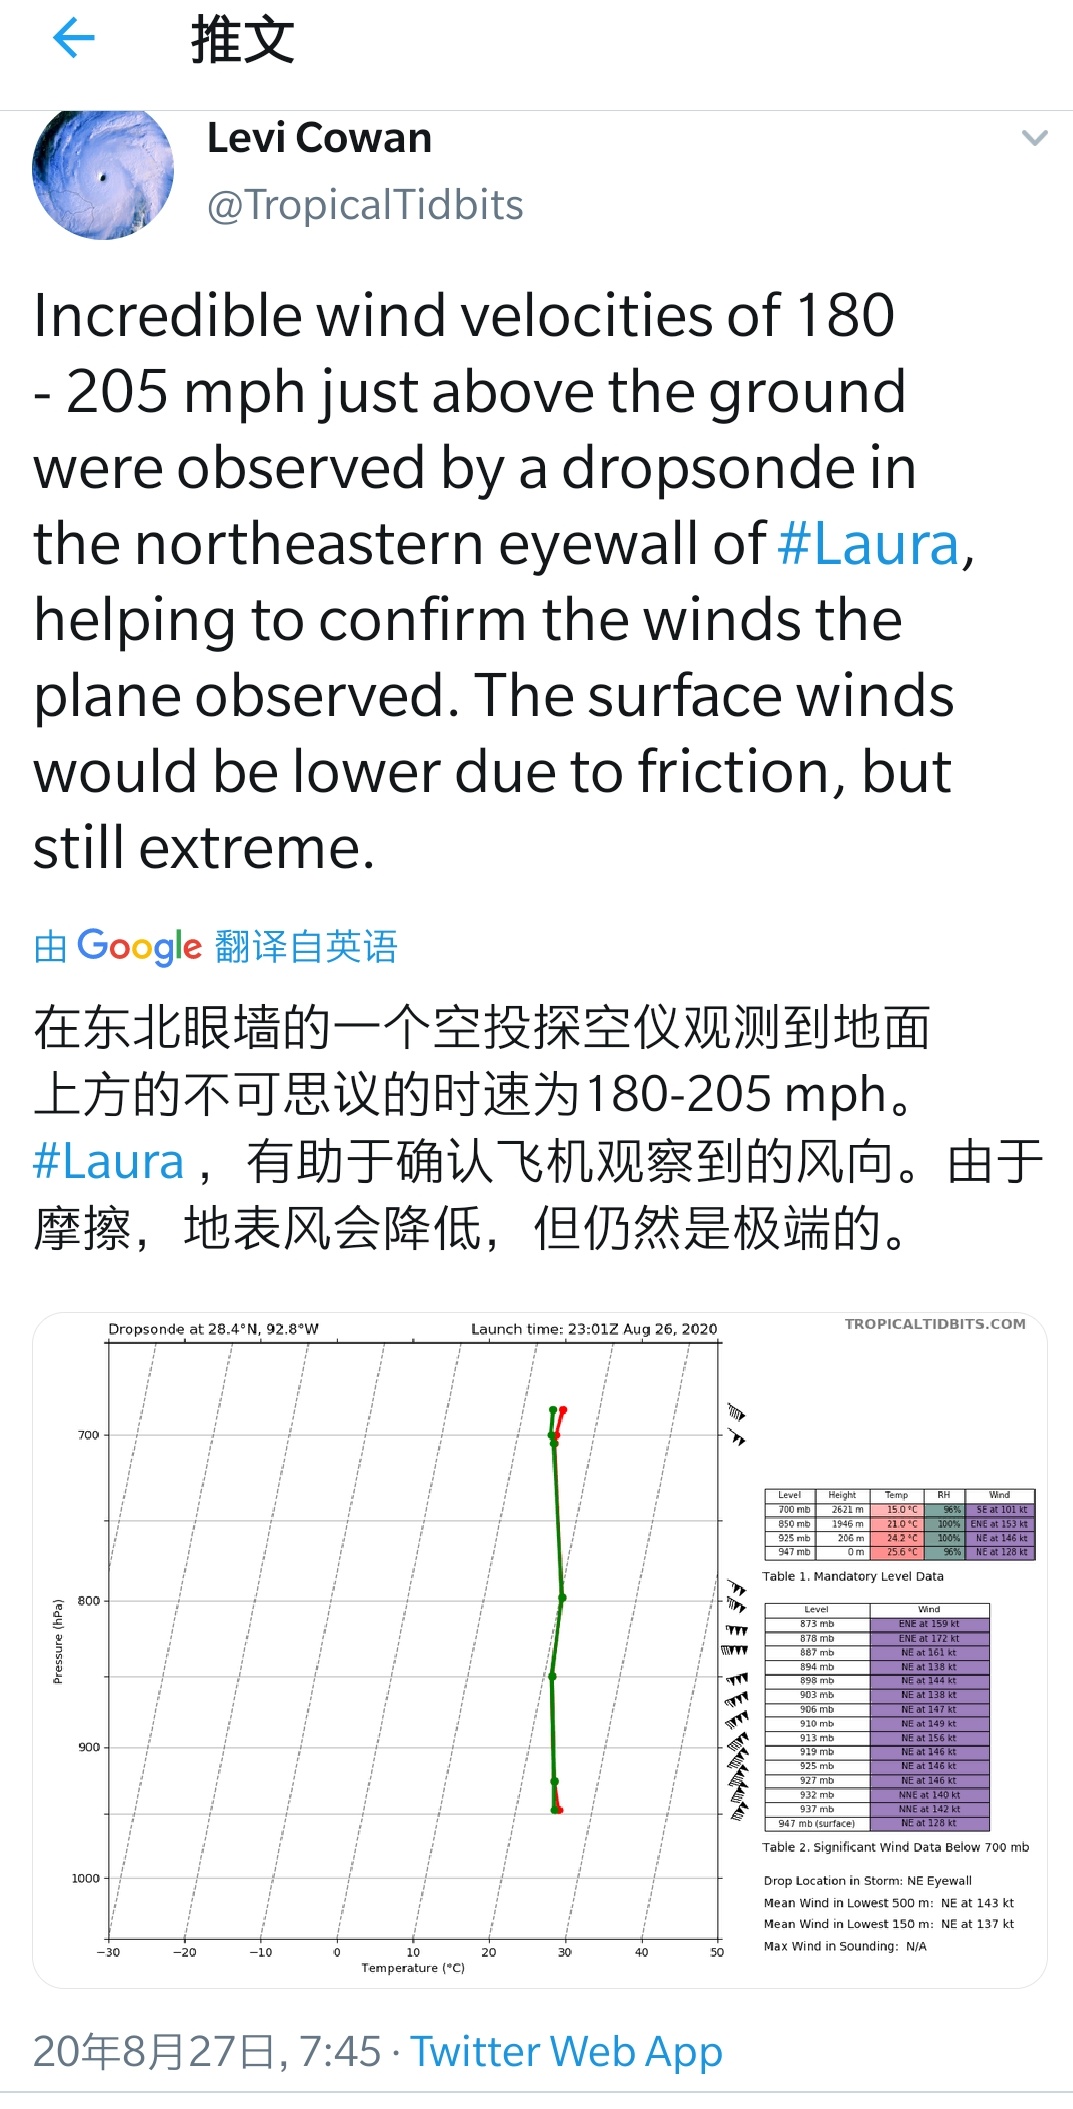 推文
Levi Cowan
@TropicalTidbits
Incredible wind velocities of 180
- 205 mph just above the ground
were observed by a dropsonde in
the northeastern eyewall of #Laura,
helping to confirm the winds the
plane observed. The surface winds
would be lower due to friction, but
still extreme.
由 Google 翻译自英语
在东北眼墙的一个空投探空仪观测到地面
上方的不可思议的时速为180-205 mph。
#Laura ，有助于确认飞机观察到的风向。由于
摩擦，地表风会降低，但仍然是极端的。
Dropsonde at 28.4°N, 92.8°W Launch time: 23:01Z Aug 26, 2020 TROPICALTIDBITS.COM
700
800
900
1000
Pressure (hPa)
−30 −20 −10 0 10 20 30 40 50
Temperature (°C)
Level Height Temp RH Wind
700 mb 2621 m 15.0 °C 96% SE at 101 kt
850 mb 1946 m 21.0 °C 100% ENE at 153 kt
925 mb 206 m 24.2 °C 100% NE at 146 kt
947 mb 0 m 25.6 °C 96% NE at 128 kt
Table 1. Mandatory Level Data
Level Wind
873 mb ENE at 159 kt
878 mb ENE at 172 kt
887 mb NE at 161 kt
894 mb NE at 138 kt
898 mb NE at 144 kt
903 mb NE at 138 kt
906 mb NE at 147 kt
910 mb NE at 149 kt
913 mb NE at 156 kt
919 mb NE at 146 kt
925 mb NE at 146 kt
927 mb NE at 146 kt
932 mb NNE at 140 kt
937 mb NNE at 142 kt
947 mb (surface) NE at 128 kt
Table 2. Significant Wind Data Below 700 mb
Drop Location in Storm: NE Eyewall
Mean Wind in Lowest 500 m: NE at 143 kt
Mean Wind in Lowest 150 m: NE at 137 kt
Max Wind in Sounding: N/A
20年8月27日, 7:45 · Twitter Web App